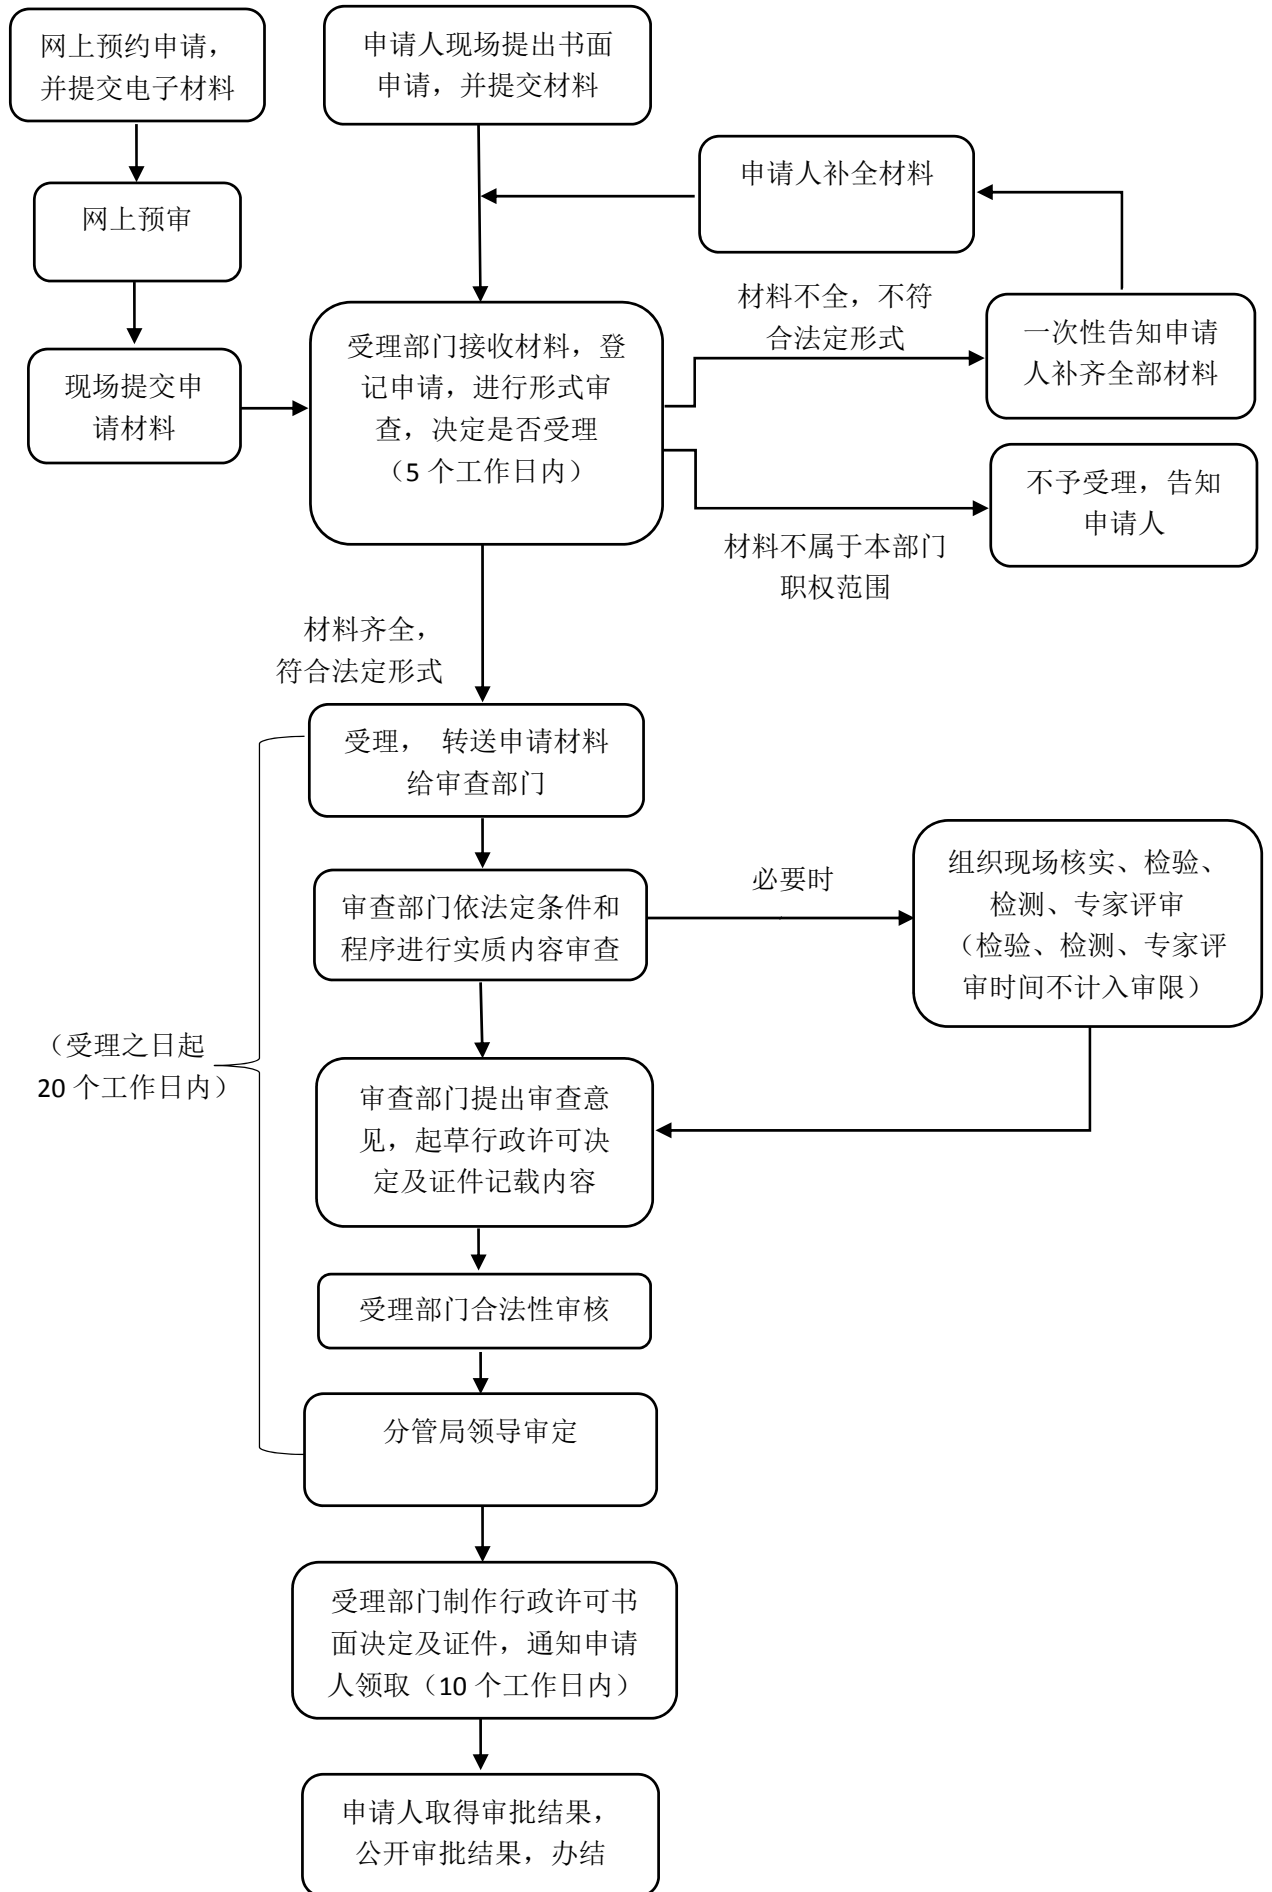 网上预约申请，
并提交电子材料
申请人现场提出书面
申请，并提交材料
申请人补全材料
网上预审
材料不全，不符
合法定形式
一次性告知申请
人补齐全部材料
受理部门接收材料，登
记申请，进行形式审
查，决定是否受理
（5 个工作日内）
现场提交申
请材料
不予受理，告知
申请人
材料不属于本部门
职权范围
材料齐全，
符合法定形式
受理， 转送申请材料
给审查部门
审查部门依法定条件和
程序进行实质内容审查
必要时
组织现场核实、检验、
检测、专家评审
（检验、检测、专家评
审时间不计入审限）
（受理之日起
20 个工作日内）
审查部门提出审查意
见，起草行政许可决
定及证件记载内容
受理部门合法性审核
分管局领导审定
受理部门制作行政许可书
面决定及证件，通知申请
人领取（10 个工作日内）
申请人取得审批结果，
公开审批结果，办结